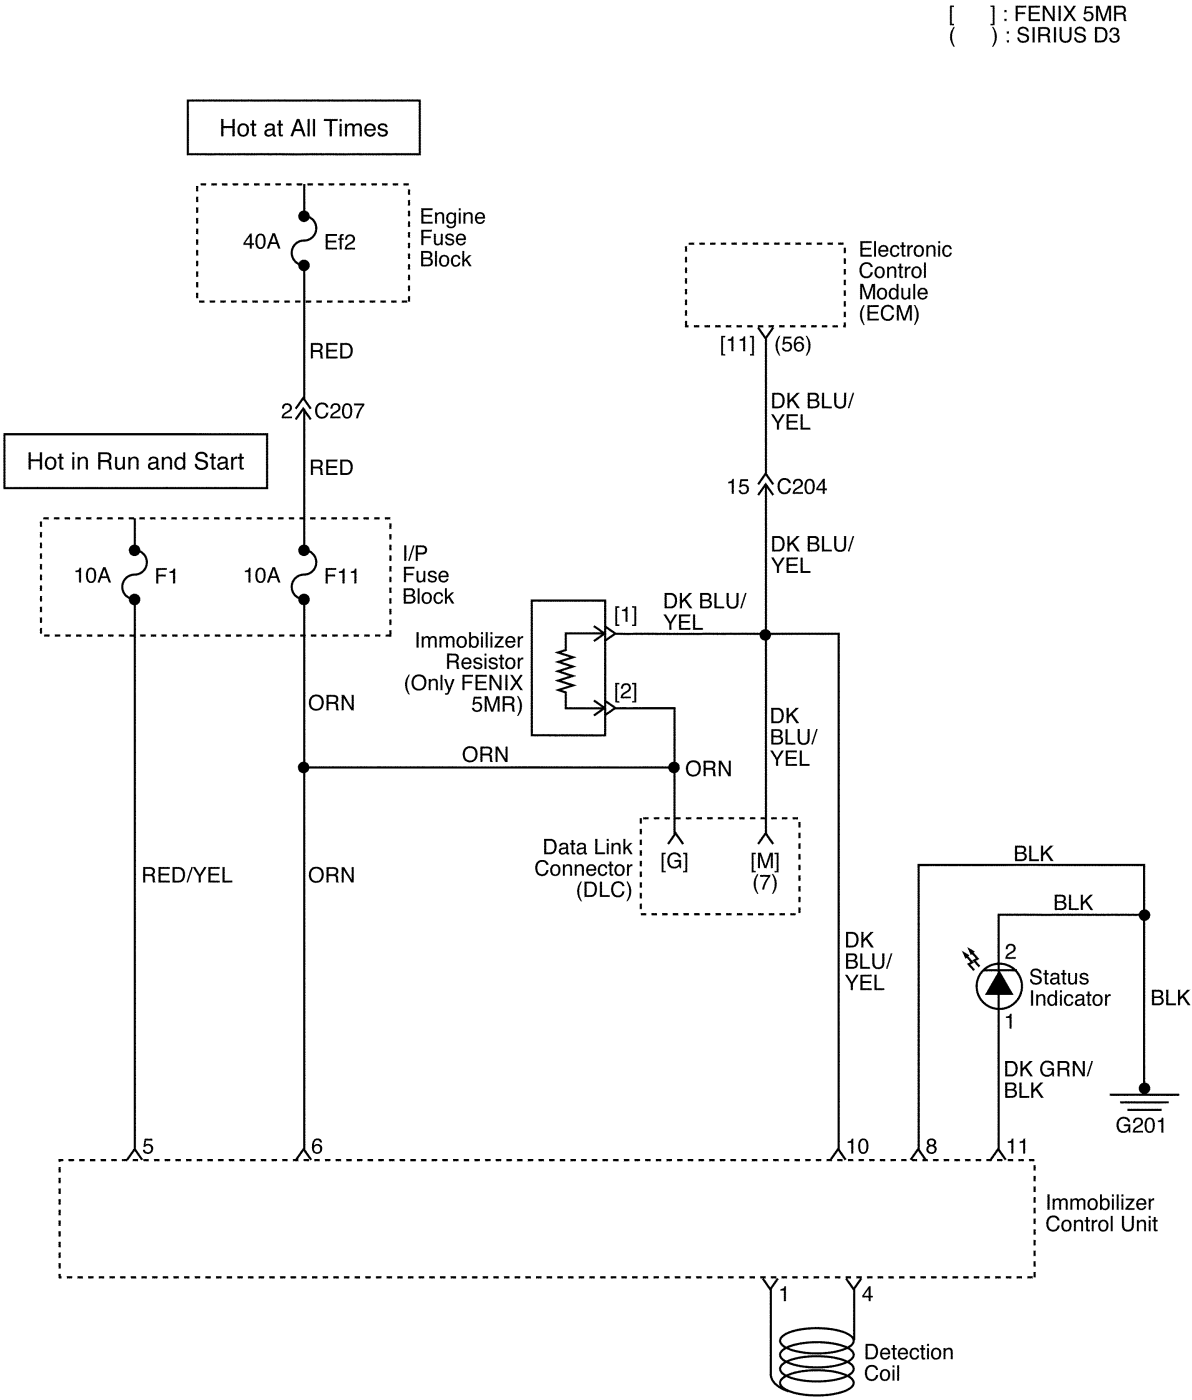 [ ] : FENIX 5MR
( ) : SIRIUS D3
Hot at All Times
40A
Ef2
Engine
Fuse
Block
RED
2
C207
RED
Hot in Run and Start
10A
F1
10A
F11
I/P
Fuse
Block
Electronic
Control
Module
(ECM)
[11]
(56)
DK BLU/
YEL
15
C204
DK BLU/
YEL
Immobilizer
Resistor
(Only FENIX
5MR)
[1]
[2]
DK BLU/
YEL
ORN
ORN
ORN
DK
BLU/
YEL
Data Link
Connector
(DLC)
[G]
[M]
(7)
RED/YEL
ORN
DK
BLU/
YEL
BLK
BLK
2
Status
Indicator
1
BLK
DK GRN/
BLK
G201
5
6
10
8
11
Immobilizer
Control Unit
1
4
Detection
Coil